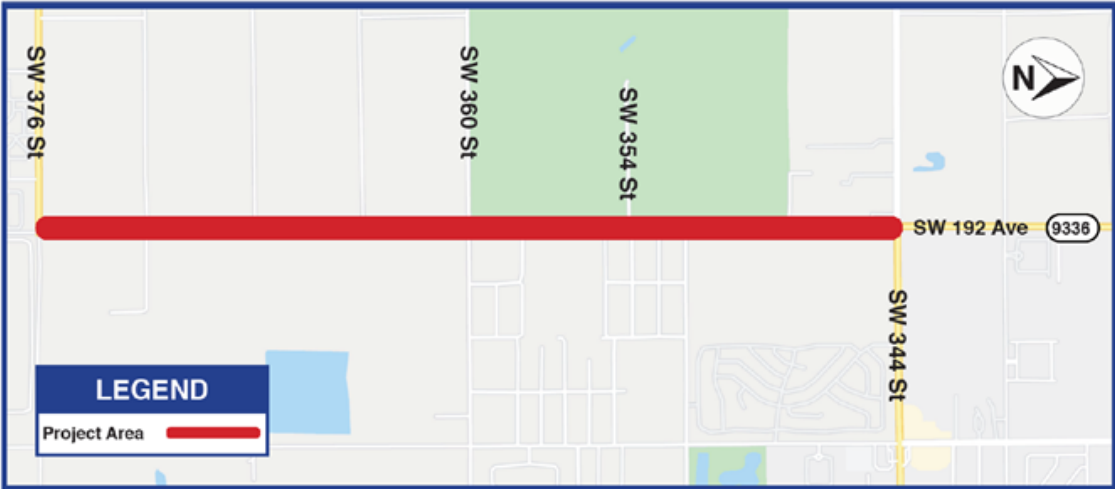 SW 376 St
SW 360 St
SW 354 St
N
SW 192 Ave
9336
SW 344 St
LEGEND
Project Area